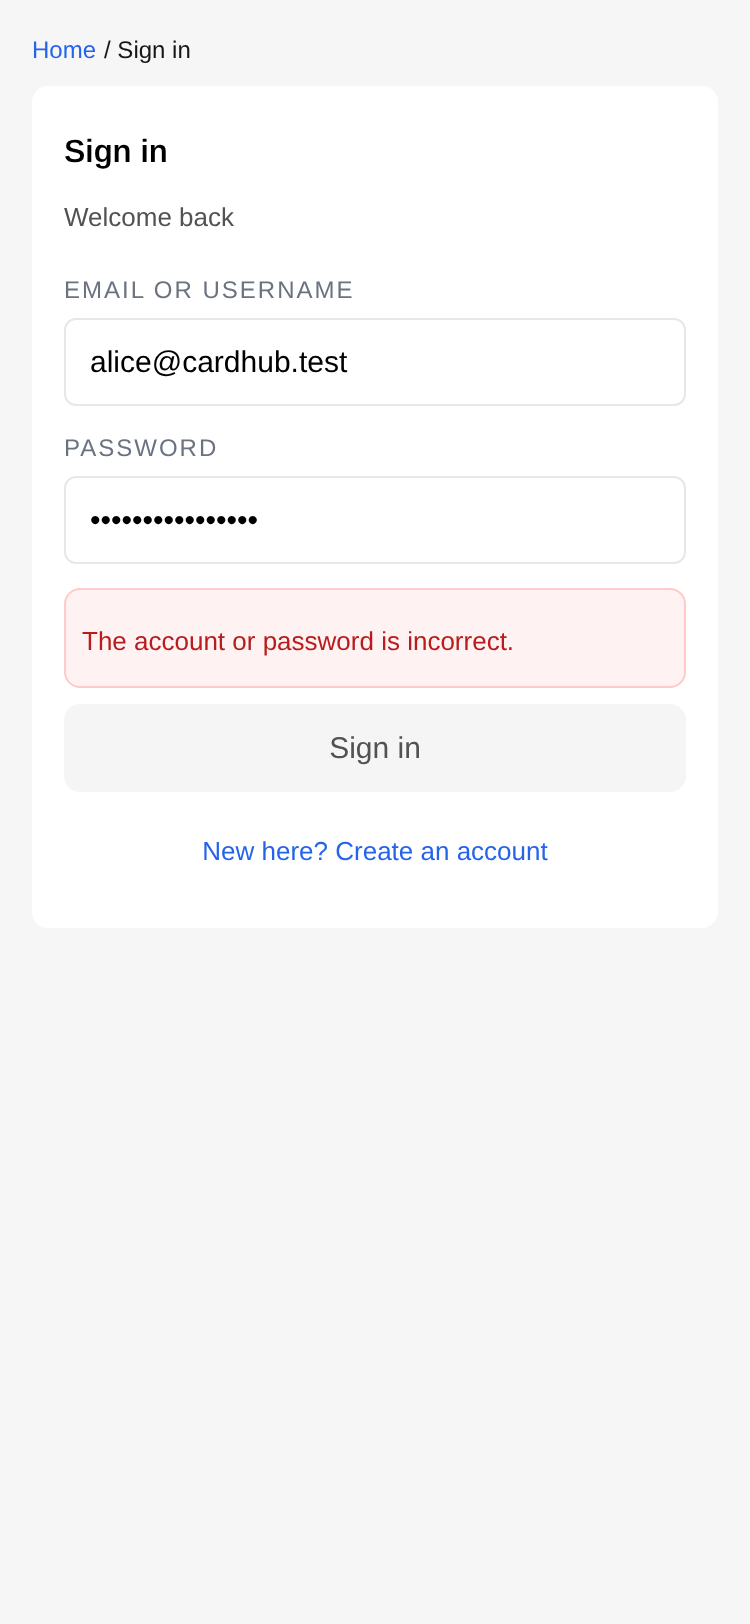 Home / Sign in
Sign in
Welcome back
EMAIL OR USERNAME
alice@cardhub.test
PASSWORD
••••••••••••••••
The account or password is incorrect.
Sign in
New here? Create an account